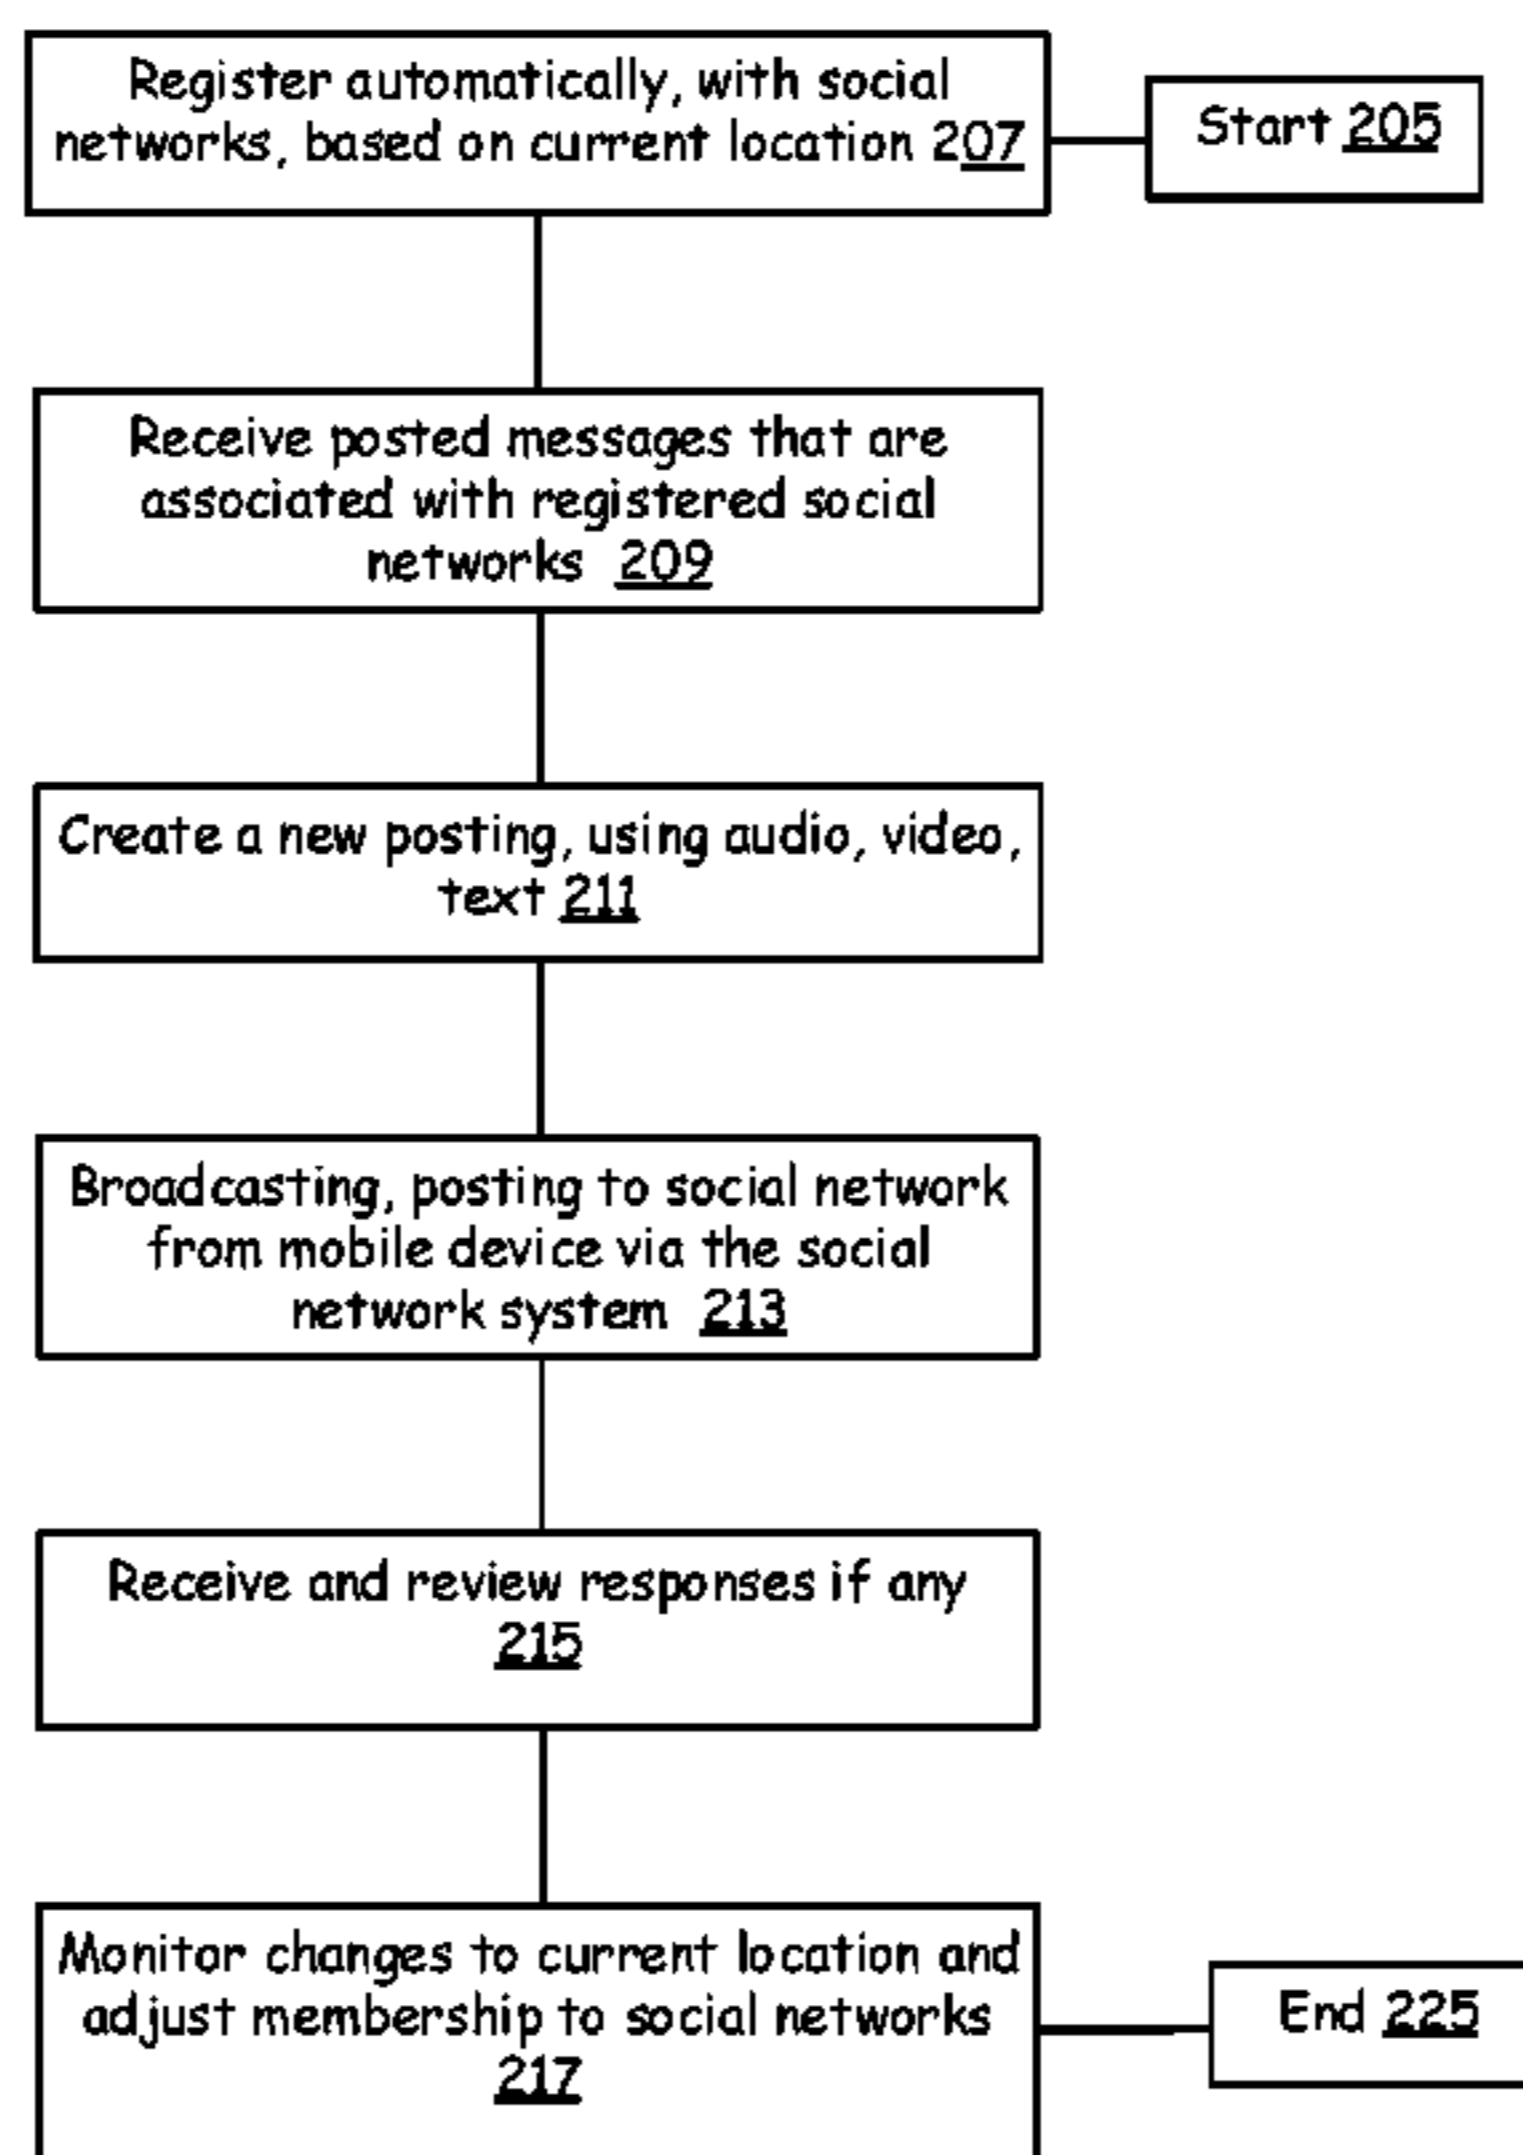 Register automatically, with social
networks, based on current location 207
Start 205
Receive posted messages that are
associated with registered social
networks 209
Create a new posting, using audio, video,
text 211
Broadcasting, posting to social network
from mobile device via the social
network system 213
Receive and review responses if any
215
Monitor changes to current location and
adjust membership to social networks
217
End 225